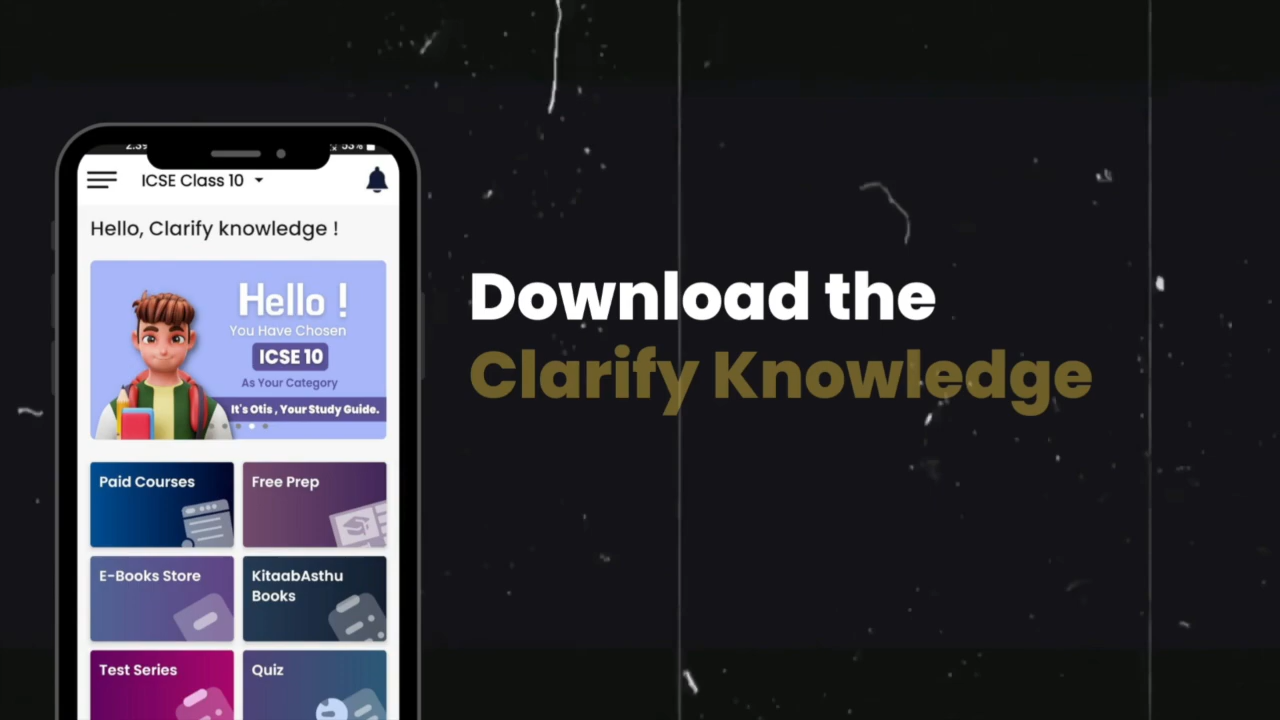 ICSE Class 10
Hello, Clarify knowledge !
Hello !
You Have Chosen
ICSE 10
As Your Category
It's Otis , Your Study Guide.
Paid Courses
Free Prep
E-Books Store
KitaabAsthu
Books
Test Series
Quiz
Download the
Clarify Knowledge